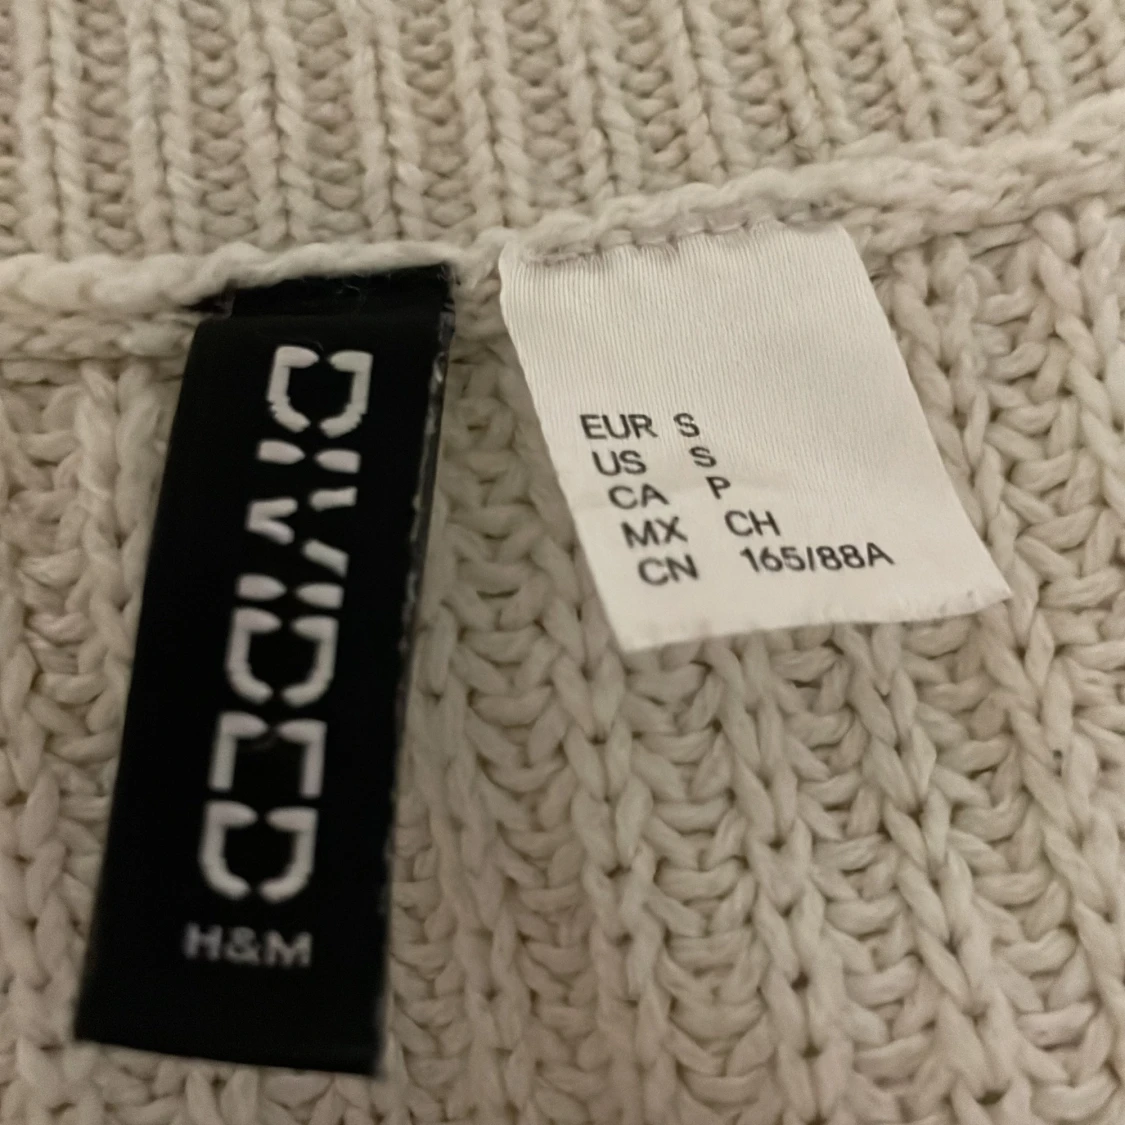 DIVIDED
H&M
EUR S
US S
CA P
MX CH
CN 165/88A